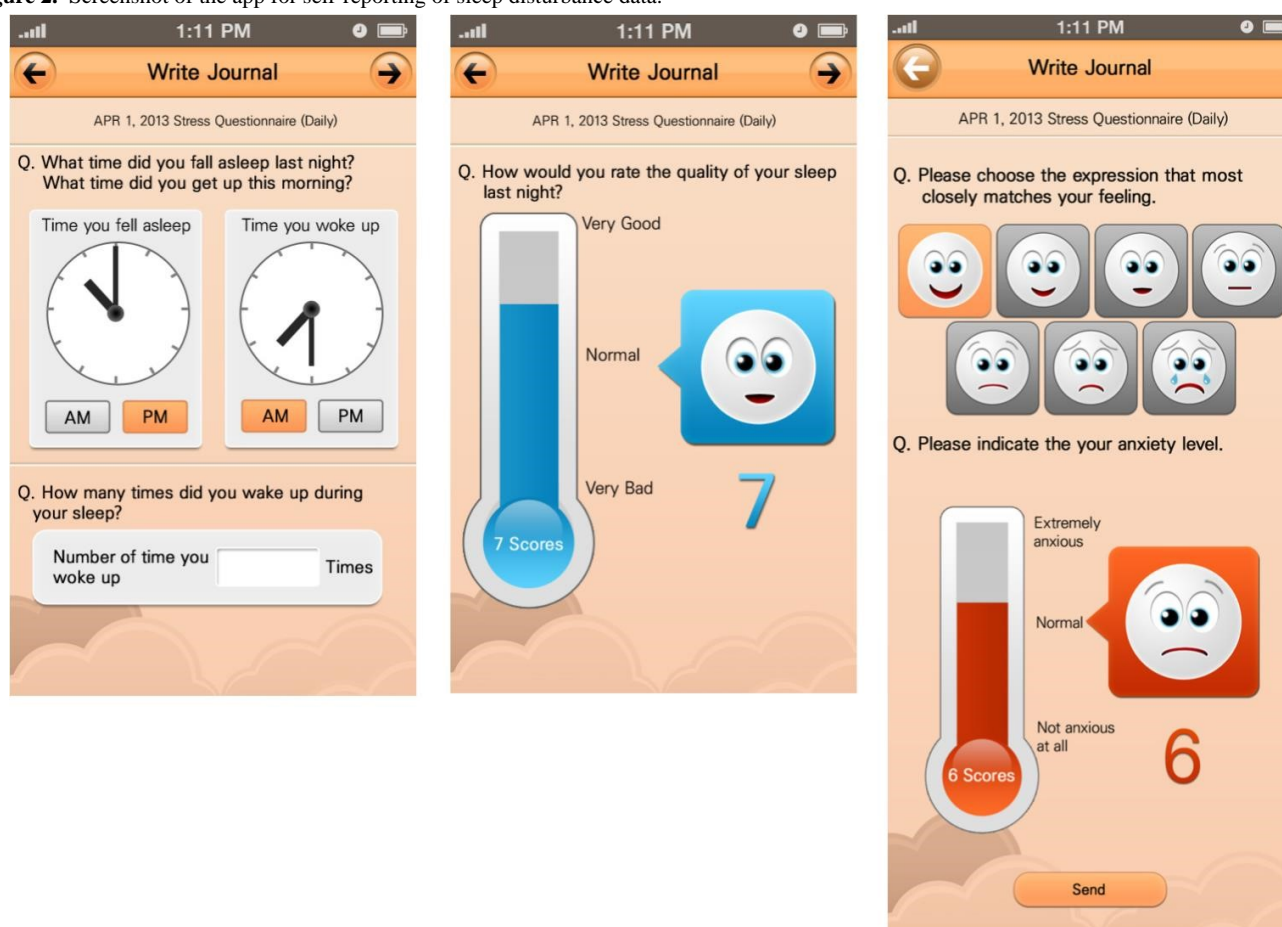 gure 2. Screenshot of the app for self-reporting of sleep disturbance data.
1:11 PM
Write Journal
APR 1, 2013 Stress Questionnaire (Daily)
Q. What time did you fall asleep last night?
What time did you get up this morning?
Time you fell asleep
Time you woke up
AM
PM
AM
PM
Q. How many times did you wake up during
your sleep?
Number of time you
woke up
Times
1:11 PM
Write Journal
APR 1, 2013 Stress Questionnaire (Daily)
Q. How would you rate the quality of your sleep
last night?
Very Good
Normal
Very Bad
7
7 Scores
1:11 PM
Write Journal
APR 1, 2013 Stress Questionnaire (Daily)
Q. Please choose the expression that most
closely matches your feeling.
Q. Please indicate the your anxiety level.
Extremely
anxious
Normal
Not anxious
at all
6
6 Scores
Send